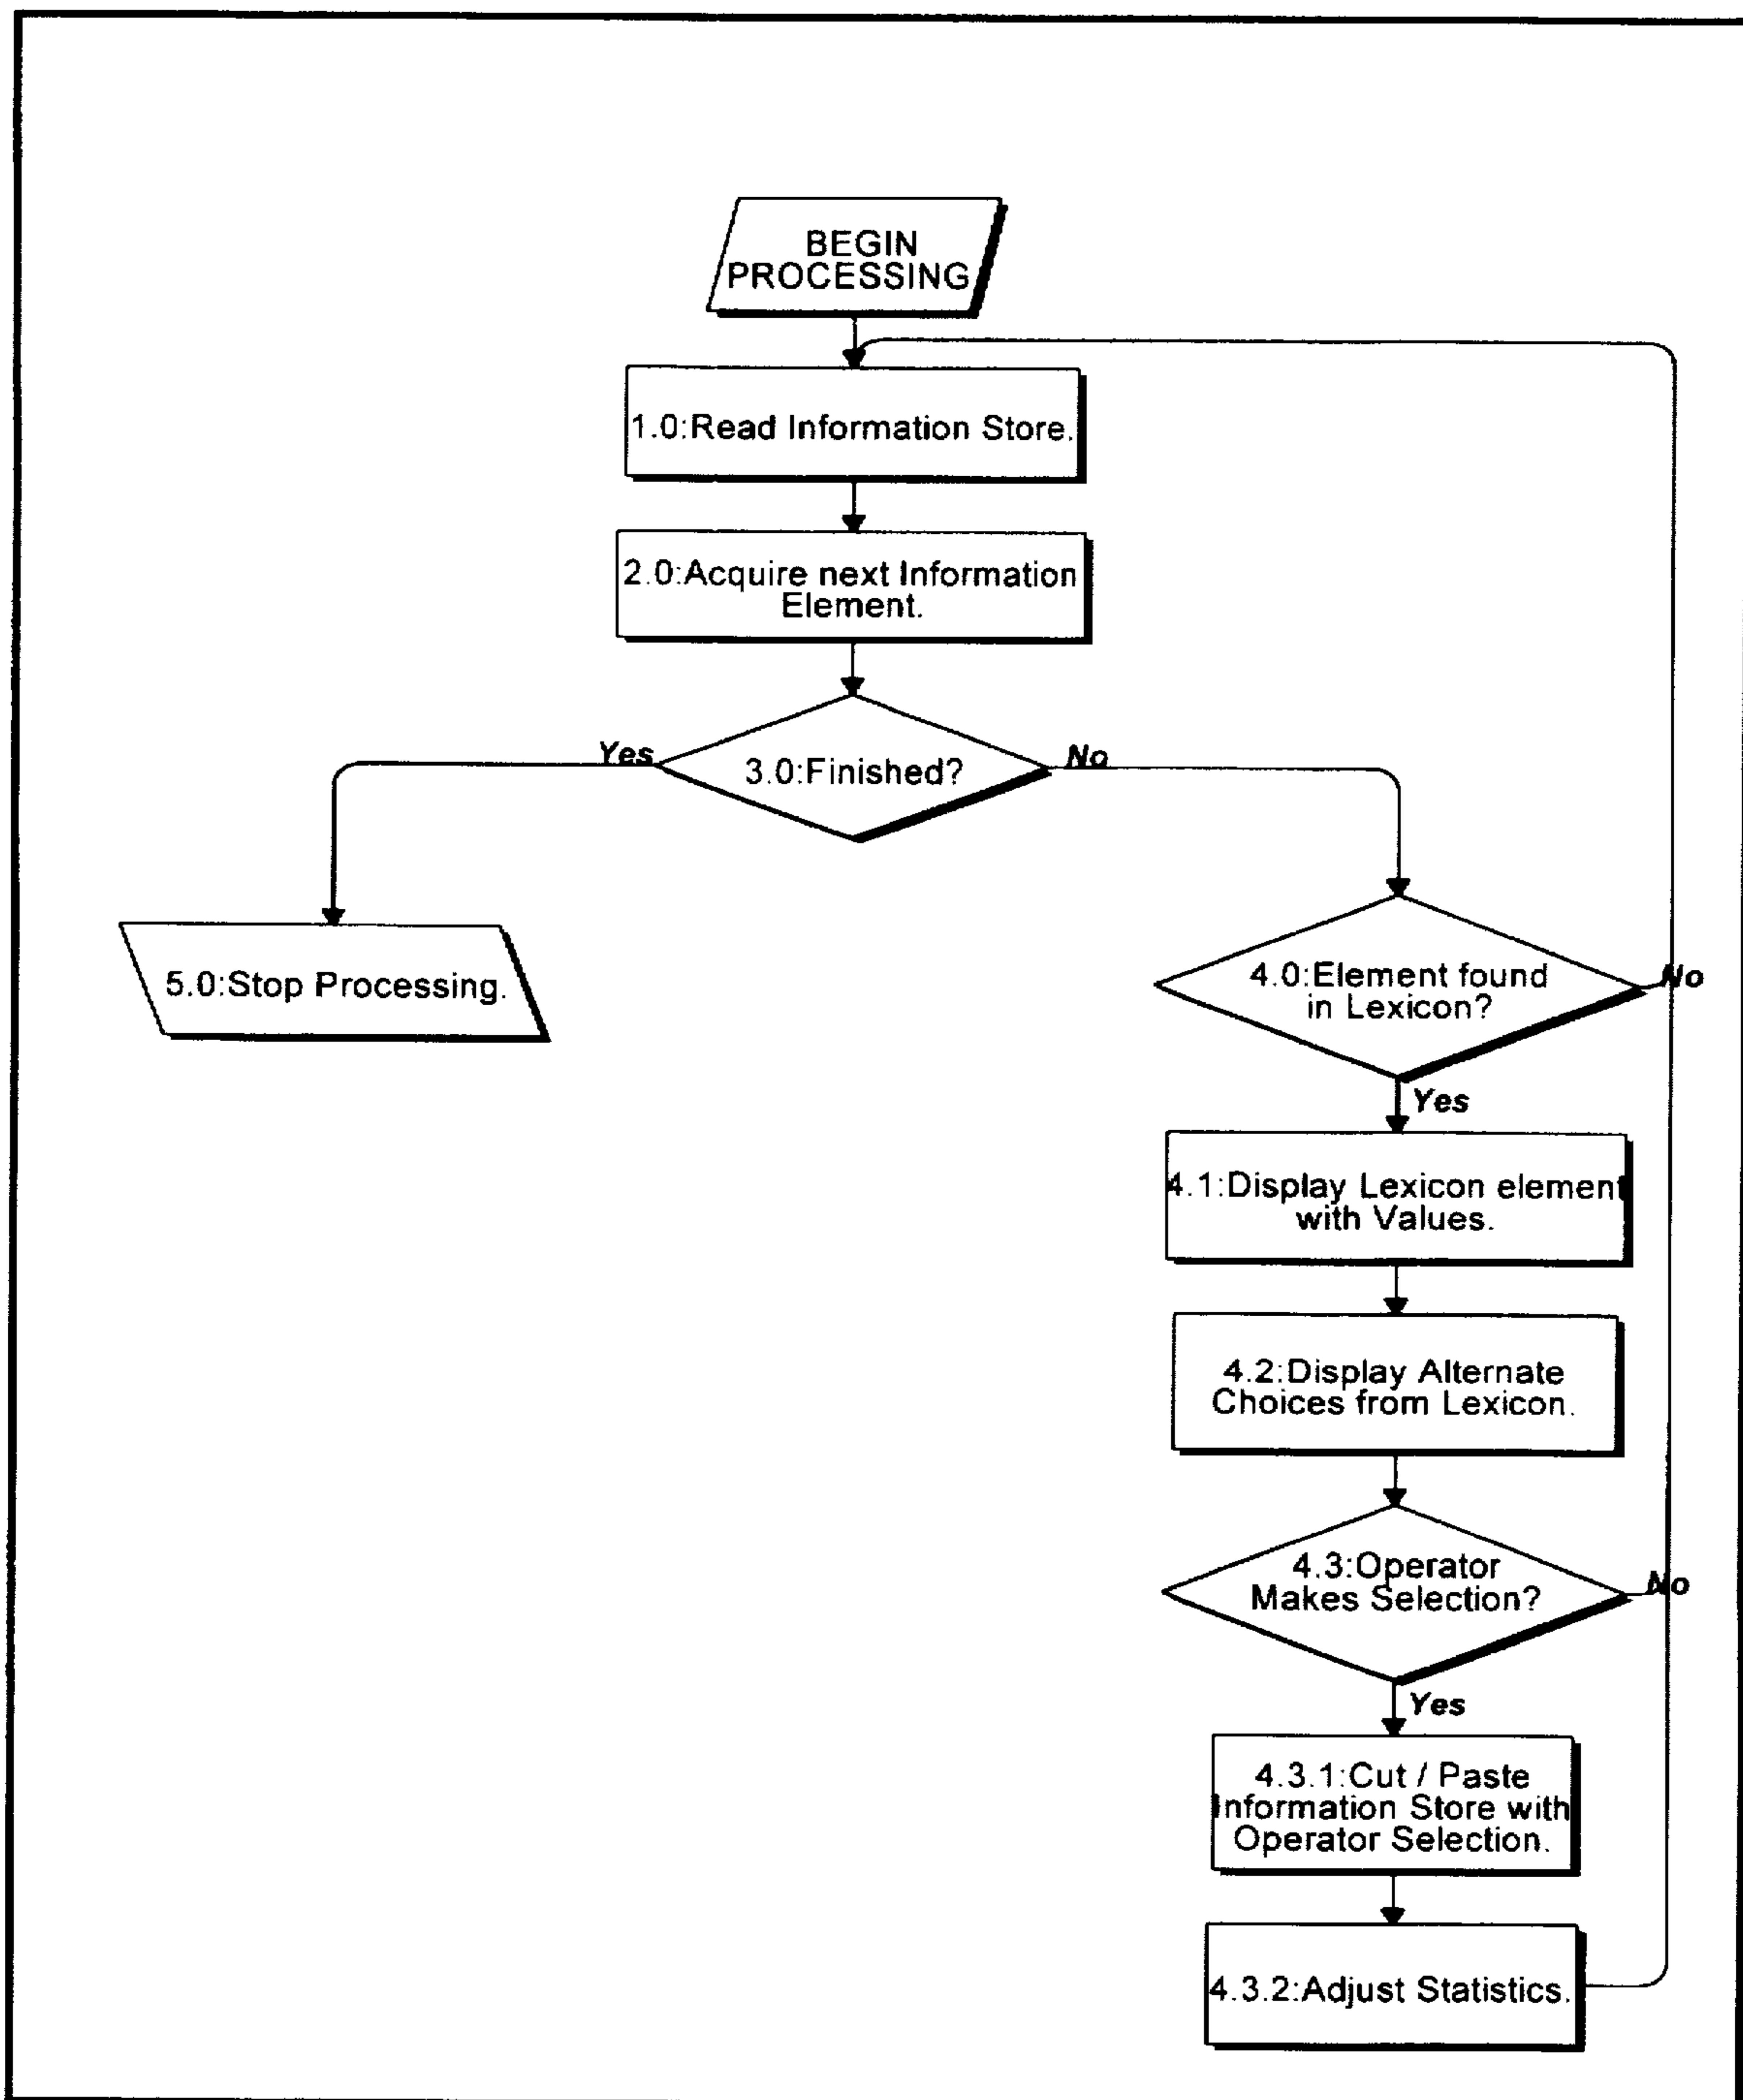 BEGIN
PROCESSING
1.0:Read Information Store.
2.0:Acquire next Information
Element.
Yes
3.0:Finished?
No
5.0:Stop Processing.
4.0:Element found
in Lexicon?
No
Yes
4.1:Display Lexicon element
with Values.
4.2:Display Alternate
Choices from Lexicon.
4.3:Operator
Makes Selection?
No
Yes
4.3.1:Cut / Paste
Information Store with
Operator Selection.
4.3.2:Adjust Statistics.